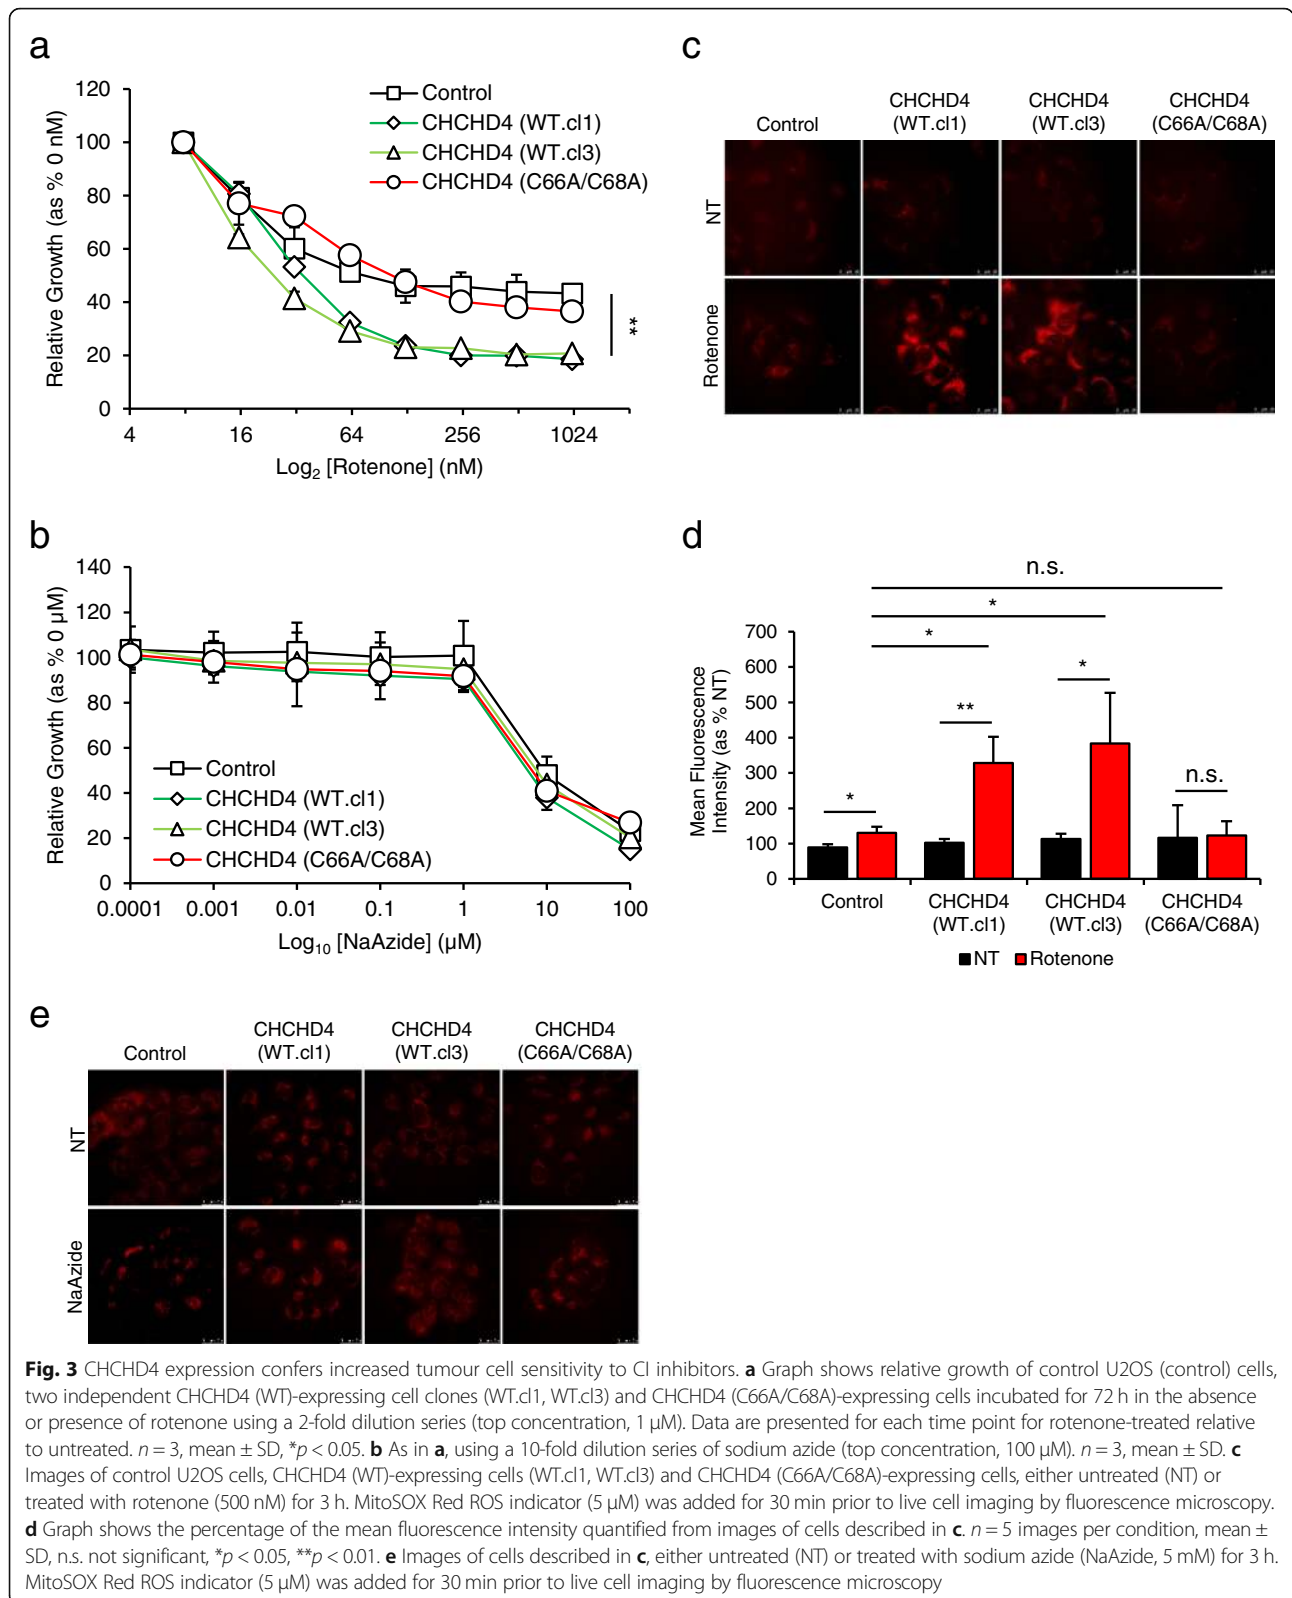 a
120
100
80
60
40
20
0
Relative Growth (as % 0 nM)
Control
CHCHD4 (WT.cl1)
CHCHD4 (WT.cl3)
CHCHD4 (C66A/C68A)
**
4 16 64 256 1024
Log2 [Rotenone] (nM)
c
Control
CHCHD4
(WT.cl1)
CHCHD4
(WT.cl3)
CHCHD4
(C66A/C68A)
NT
Rotenone
b
140
120
100
80
60
40
20
0
Relative Growth (as % 0 µM)
Control
CHCHD4 (WT.cl1)
CHCHD4 (WT.cl3)
CHCHD4 (C66A/C68A)
0.0001 0.001 0.01 0.1 1 10 100
Log10 [NaAzide] (µM)
d
n.s.
*
*
*
**
*
n.s.
700
600
500
400
300
200
100
0
Mean Fluorescence
Intensity (as % NT)
Control
CHCHD4
(WT.cl1)
CHCHD4
(WT.cl3)
CHCHD4
(C66A/C68A)
NT Rotenone
e
Control
CHCHD4
(WT.cl1)
CHCHD4
(WT.cl3)
CHCHD4
(C66A/C68A)
NT
NaAzide
Fig. 3 CHCHD4 expression confers increased tumour cell sensitivity to CI inhibitors. a Graph shows relative growth of control U2OS (control) cells,
two independent CHCHD4 (WT)-expressing cell clones (WT.cl1, WT.cl3) and CHCHD4 (C66A/C68A)-expressing cells incubated for 72 h in the absence
or presence of rotenone using a 2-fold dilution series (top concentration, 1 µM). Data are presented for each time point for rotenone-treated relative
to untreated. n = 3, mean ± SD, *p < 0.05. b As in a, using a 10-fold dilution series of sodium azide (top concentration, 100 µM). n = 3, mean ± SD. c
Images of control U2OS cells, CHCHD4 (WT)-expressing cells (WT.cl1, WT.cl3) and CHCHD4 (C66A/C68A)-expressing cells, either untreated (NT) or
treated with rotenone (500 nM) for 3 h. MitoSOX Red ROS indicator (5 µM) was added for 30 min prior to live cell imaging by fluorescence microscopy.
d Graph shows the percentage of the mean fluorescence intensity quantified from images of cells described in c. n = 5 images per condition, mean ±
SD, n.s. not significant, *p < 0.05, **p < 0.01. e Images of cells described in c, either untreated (NT) or treated with sodium azide (NaAzide, 5 mM) for 3 h.
MitoSOX Red ROS indicator (5 µM) was added for 30 min prior to live cell imaging by fluorescence microscopy